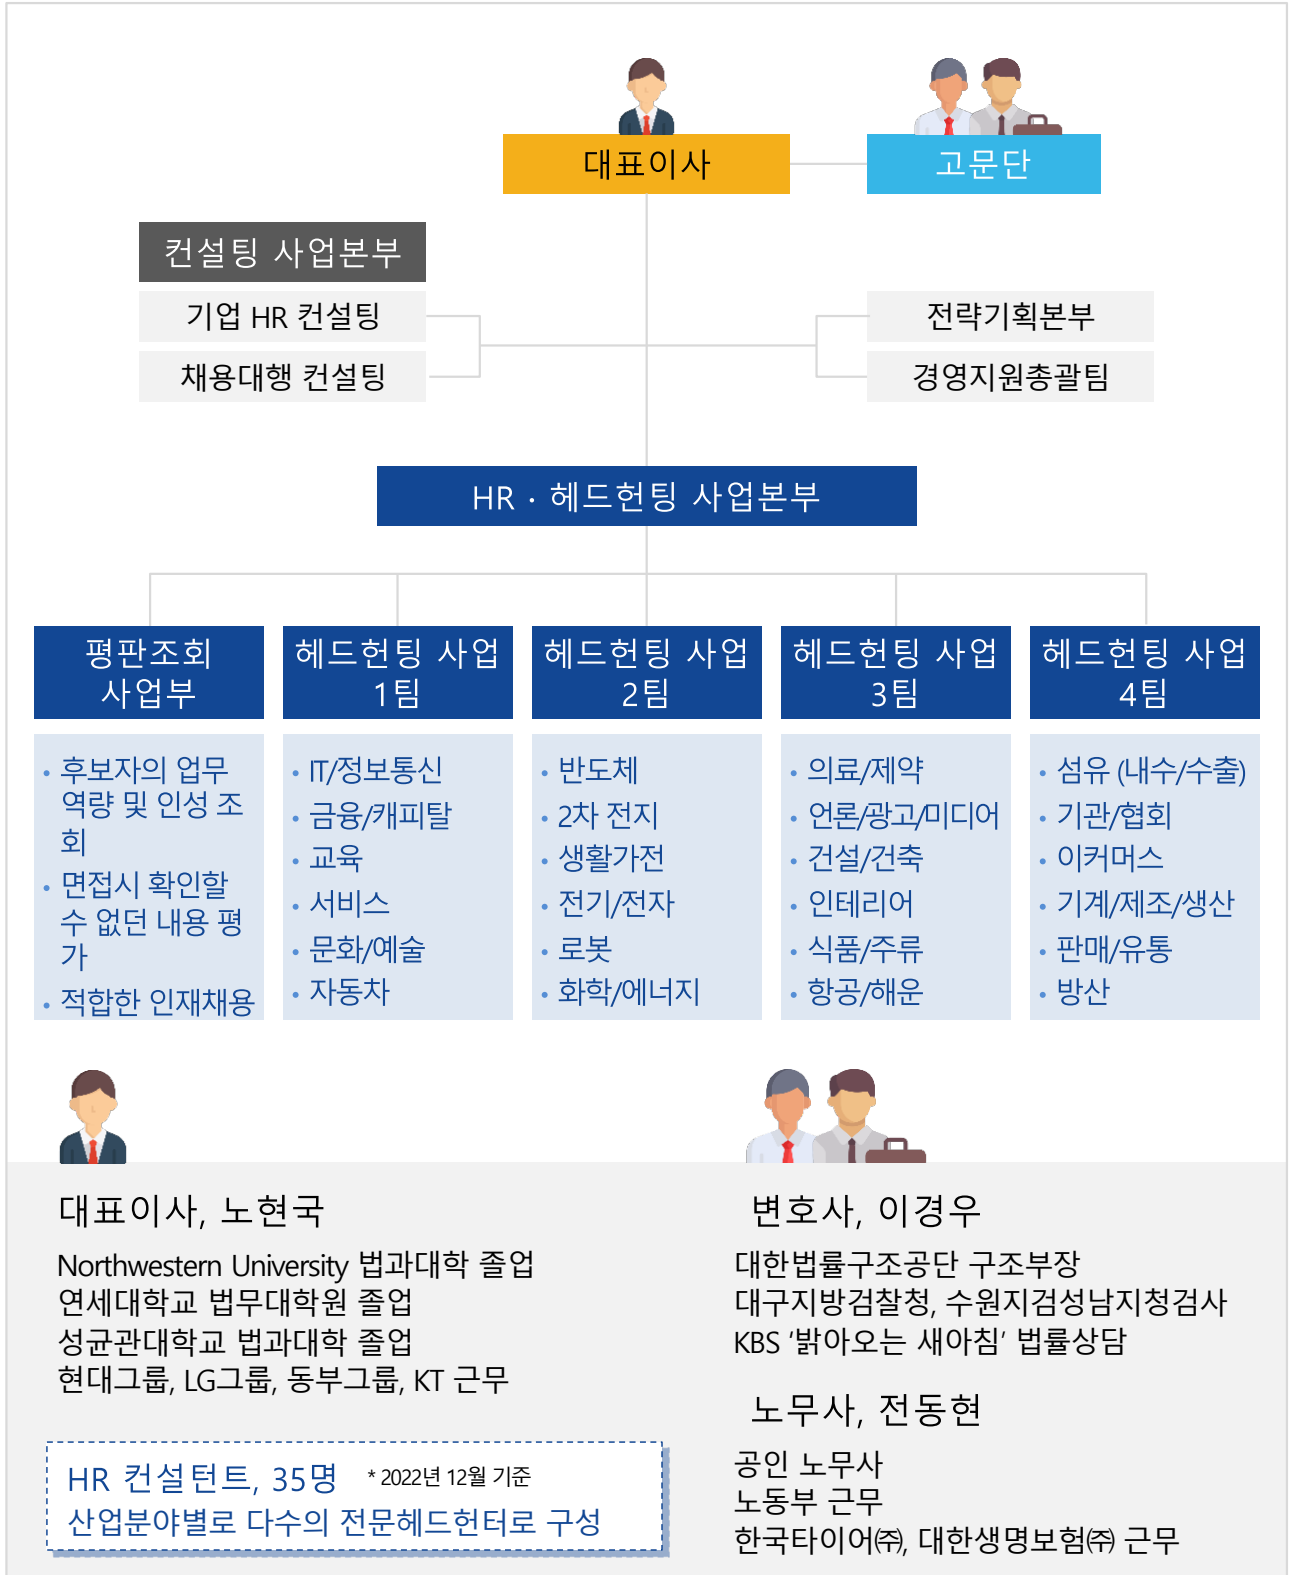 대표이사
고문단
컨설팅 사업본부
기업 HR 컨설팅
채용대행 컨설팅
전략기획본부
경영지원총괄팀
HR · 헤드헌팅 사업본부
평판조회
사업부
• 후보자의 업무
역량 및 인성 조
회
• 면접시 확인할
수 없던 내용 평
가
• 적합한 인재채용
헤드헌팅 사업
1팀
• IT/정보통신
• 금융/캐피탈
• 교육
• 서비스
• 문화/예술
• 자동차
헤드헌팅 사업
2팀
• 반도체
• 2차 전지
• 생활가전
• 전기/전자
• 로봇
• 화학/에너지
헤드헌팅 사업
3팀
• 의료/제약
• 언론/광고/미디어
• 건설/건축
• 인테리어
• 식품/주류
• 항공/해운
헤드헌팅 사업
4팀
• 섬유 (내수/수출)
• 기관/협회
• 이커머스
• 기계/제조/생산
• 판매/유통
• 방산
대표이사, 노현국
Northwestern University 법과대학 졸업
연세대학교 법무대학원 졸업
성균관대학교 법과대학 졸업
현대그룹, LG그룹, 동부그룹, KT 근무
HR 컨설턴트, 35명 * 2022년 12월 기준
산업분야별로 다수의 전문헤드헌터로 구성
변호사, 이경우
대한법률구조공단 구조부장
대구지방검찰청, 수원지검성남지청검사
KBS ‘밝아오는 새아침’ 법률상담
노무사, 전동현
공인 노무사
노동부 근무
한국타이어㈜, 대한생명보험㈜ 근무